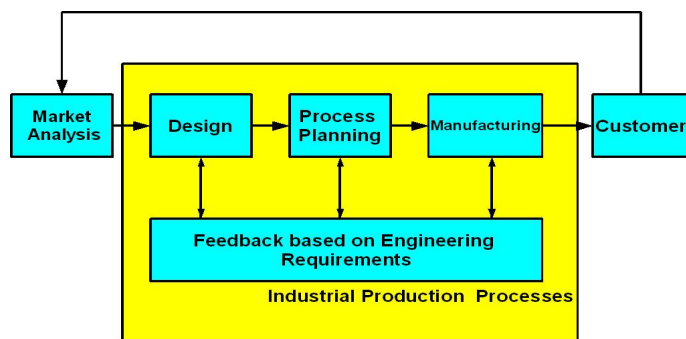 Market
Analysis
Design
Process
Planning
Manufacturing
Customer
Feedback based on Engineering
Requirements
Industrial Production Processes